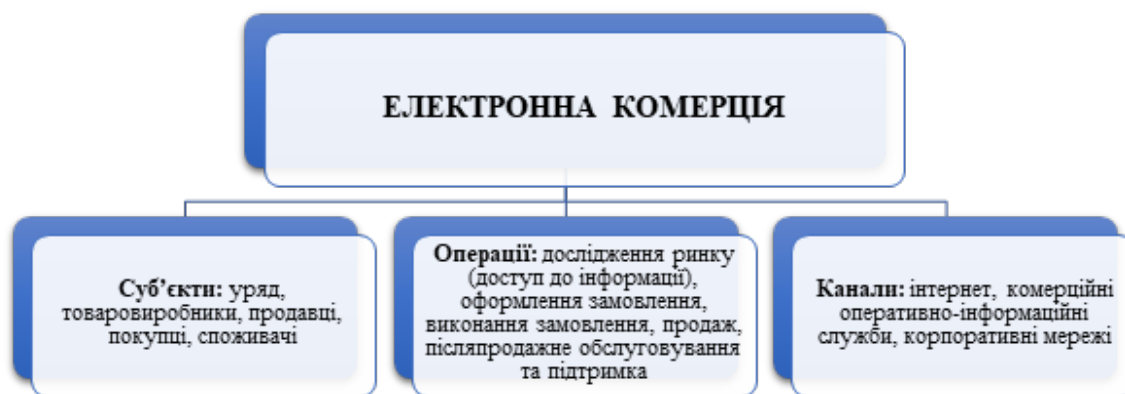 ЕЛЕКТРОННА КОМЕРЦІЯ
Суб’єкти: уряд,
товаровиробники, продавці,
покупці, споживачі
Операції: дослідження ринку
(доступ до інформації),
оформлення замовлення,
виконання замовлення, продаж,
післяпродажне обслуговування
та підтримка
Канали: інтернет, комерційні
оперативно-інформаційні
служби, корпоративні мережі